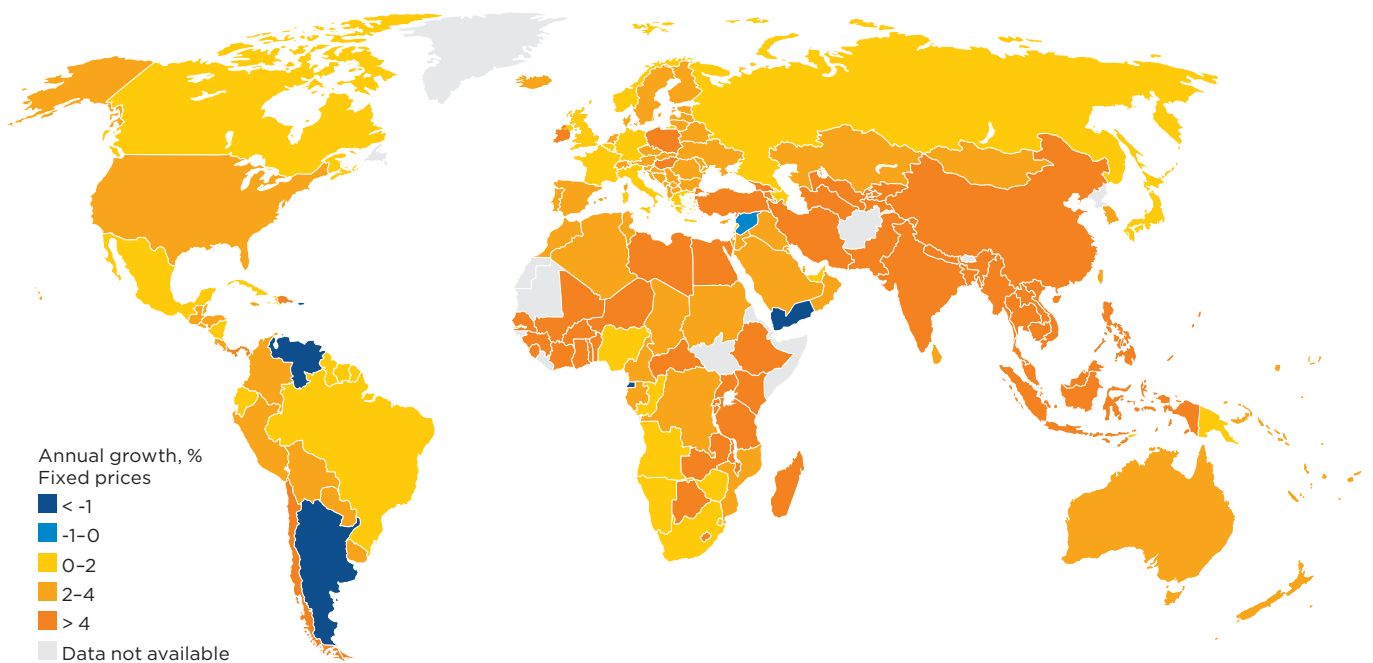 Annual growth, %
Fixed prices
< -1
-1–0
0–2
2–4
> 4
Data not available